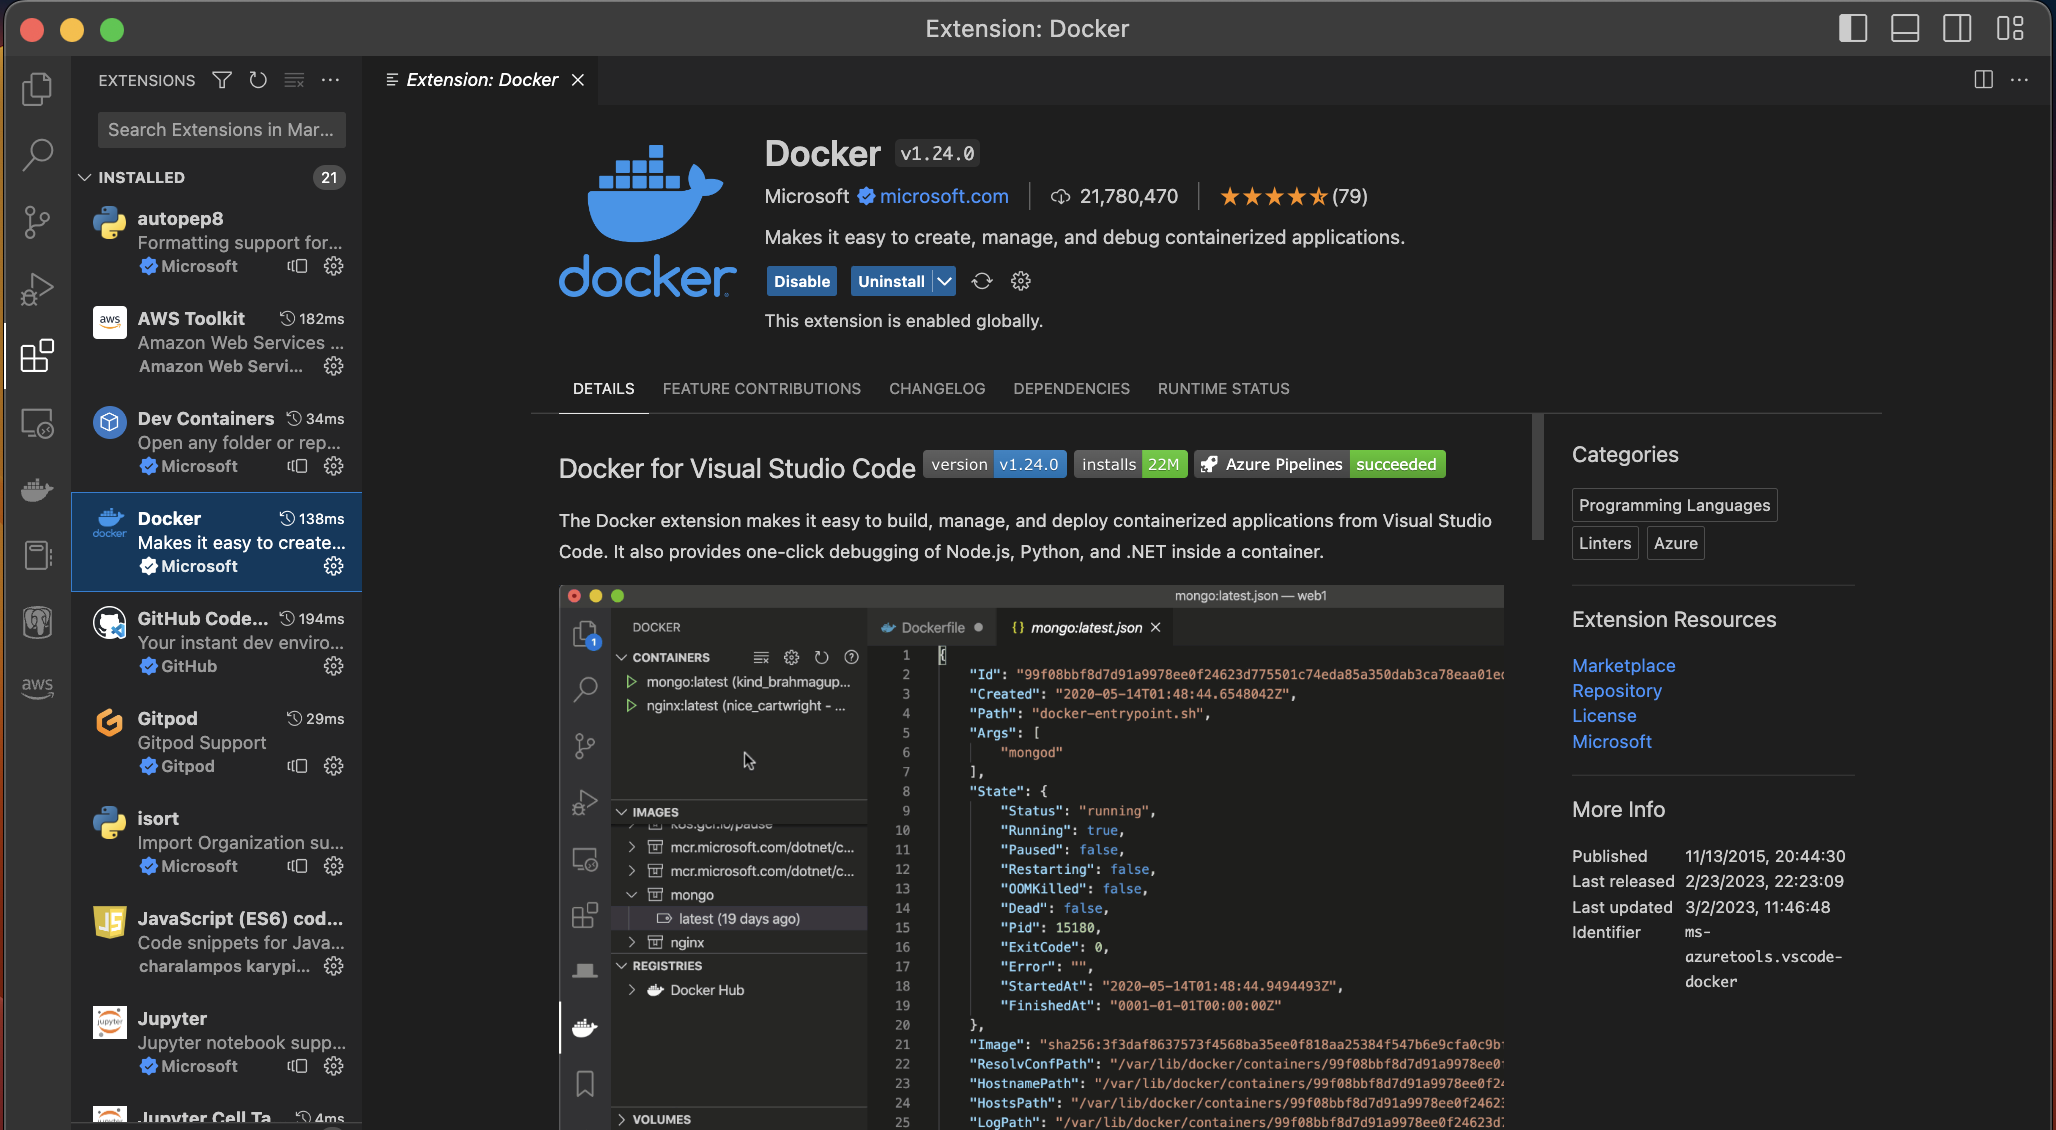 Extension: Docker
EXTENSIONS
Search Extensions in Mar...
INSTALLED 21
autopep8
Formatting support for...
Microsoft
aws
AWS Toolkit 182ms
Amazon Web Services ...
Amazon Web Servi...
Dev Containers 34ms
Open any folder or rep...
Microsoft
docker
Docker 138ms
Makes it easy to create...
Microsoft
GitHub Code... 194ms
Your instant dev enviro...
GitHub
Gitpod 29ms
Gitpod Support
Gitpod
isort
Import Organization su...
Microsoft
JS
JavaScript (ES6) cod...
Code snippets for Java...
charalampos karypi...
jupyter
Jupyter
Jupyter notebook supp...
Microsoft
Jupyter Cell Ta... 4ms
aws
Extension: Docker
docker
Docker v1.24.0
Microsoft microsoft.com 21,780,470 (79)
Makes it easy to create, manage, and debug containerized applications.
Disable Uninstall
This extension is enabled globally.
DETAILS FEATURE CONTRIBUTIONS CHANGELOG DEPENDENCIES RUNTIME STATUS
Docker for Visual Studio Code version v1.24.0 installs 22M Azure Pipelines succeeded
The Docker extension makes it easy to build, manage, and deploy containerized applications from Visual Studio
Code. It also provides one-click debugging of Node.js, Python, and .NET inside a container.
mongo:latest.json — web1
1
DOCKER
CONTAINERS
mongo:latest (kind_brahmagup...
nginx:latest (nice_cartwright - ...
IMAGES
k8s.gcr.io/pause
mcr.microsoft.com/dotnet/c...
mcr.microsoft.com/dotnet/c...
mongo
latest (19 days ago)
nginx
REGISTRIES
Docker Hub
VOLUMES
Dockerfile {} mongo:latest.json
1 {
2 "Id": "99f08bbf8d7d91a9978ee0f24623d775501c74eda85a350dab3ca78eaa01e
3 "Created": "2020-05-14T01:48:44.6548042Z",
4 "Path": "docker-entrypoint.sh",
5 "Args": [
6 "mongod"
7 ],
8 "State": {
9 "Status": "running",
10 "Running": true,
11 "Paused": false,
12 "Restarting": false,
13 "OOMKilled": false,
14 "Dead": false,
15 "Pid": 15180,
16 "ExitCode": 0,
17 "Error": "",
18 "StartedAt": "2020-05-14T01:48:44.9494493Z",
19 "FinishedAt": "0001-01-01T00:00:00Z"
20 },
21 "Image": "sha256:3f3daf8637573f4568ba35ee0f818aa25384f547b6e9cfa0c9b
22 "ResolvConfPath": "/var/lib/docker/containers/99f08bbf8d7d91a9978ee0f
23 "HostnamePath": "/var/lib/docker/containers/99f08bbf8d7d91a9978ee0f24
24 "HostsPath": "/var/lib/docker/containers/99f08bbf8d7d91a9978ee0f24623
25 "LogPath": "/var/lib/docker/containers/99f08bbf8d7d91a9978ee0f24623d
Categories
Programming Languages
Linters Azure
Extension Resources
Marketplace
Repository
License
Microsoft
More Info
Published 11/13/2015, 20:44:30
Last released 2/23/2023, 22:23:09
Last updated 3/2/2023, 11:46:48
Identifier ms-
azuretools.vscode-
docker